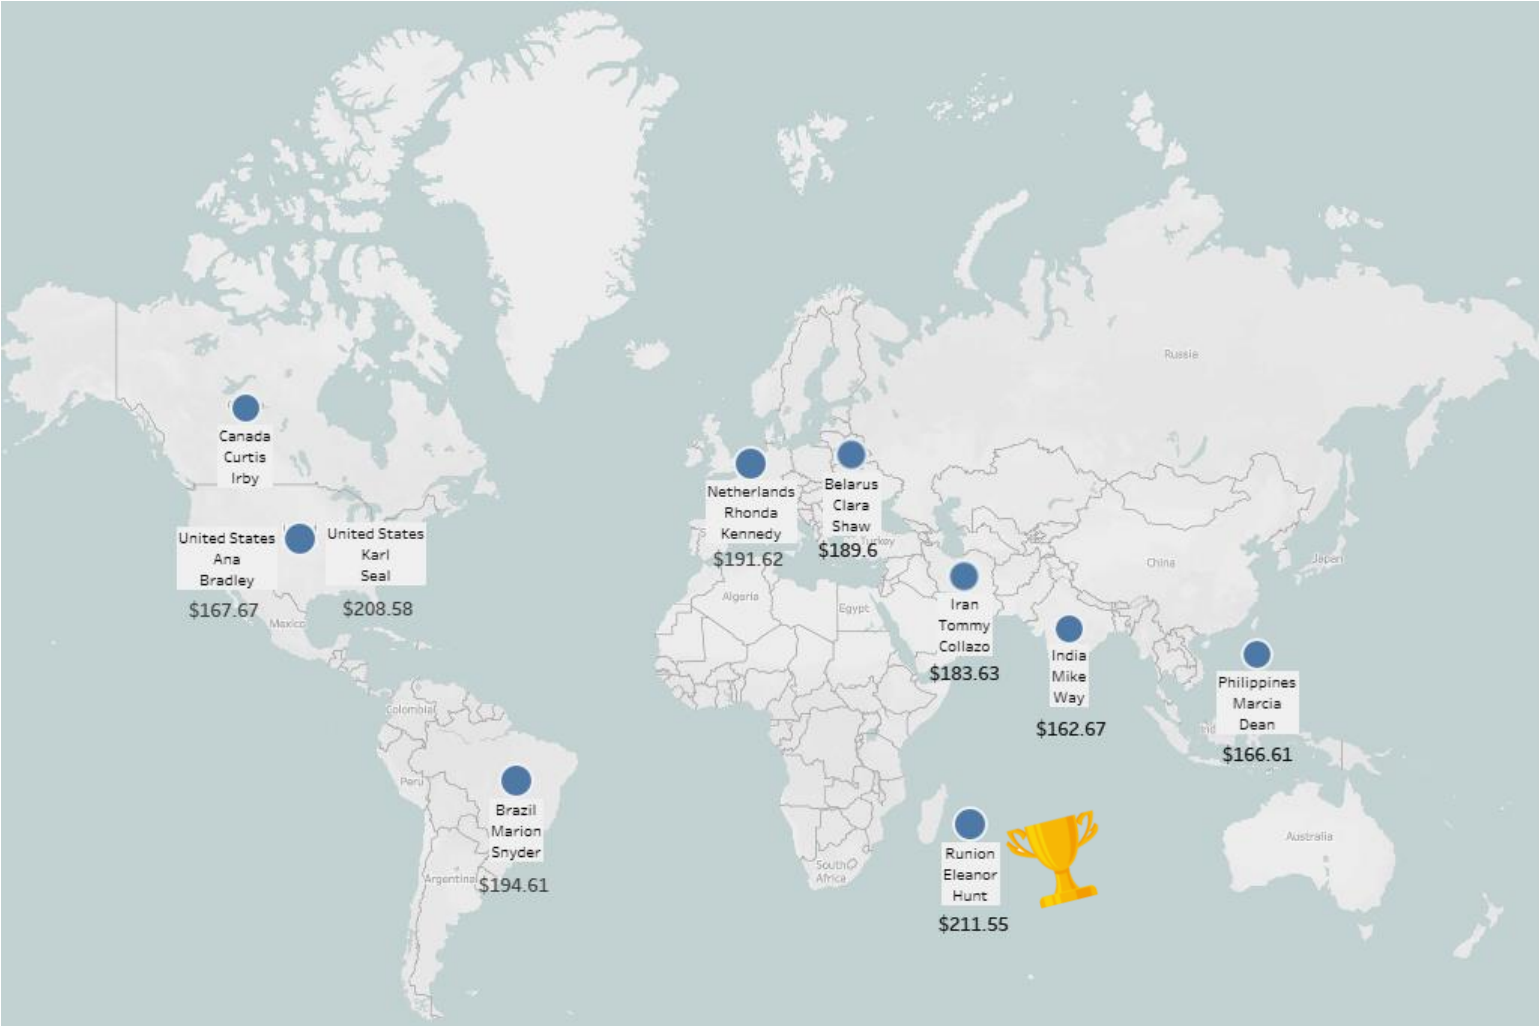 Russia
Canada
Curtis
Irby
United States
Ana
Bradley
$167.67
United States
Karl
Seal
$208.58
Mexico
Netherlands
Rhonda
Kennedy
$191.62
Belarus
Clara
Shaw
$189.6
Turkey
China
Japan
Algeria
Egypt
Iran
Tommy
Collazo
$183.63
India
Mike
Way
$162.67
Philippines
Marcia
Dean
$166.61
Colombia
Peru
Brazil
Marion
Snyder
$194.61
Argentina
South
Africa
Runion
Eleanor
Hunt
$211.55
Australia